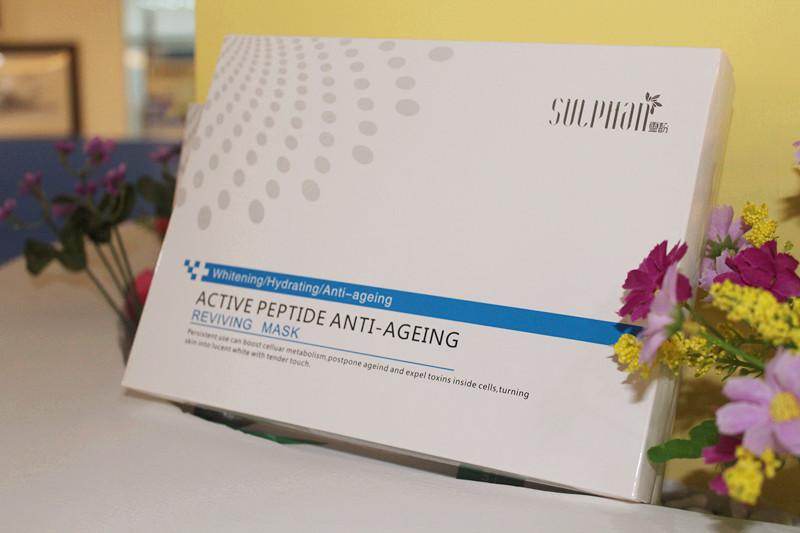 SULPHAN
Whitening/Hydrating/Anti-ageing
ACTIVE PEPTIDE ANTI-AGEING
REVIVING MASK
Persistent use can boost celluar metabolism,postpone ageind and expel toxins inside cells,turning
skin into lucent white with tender touch.